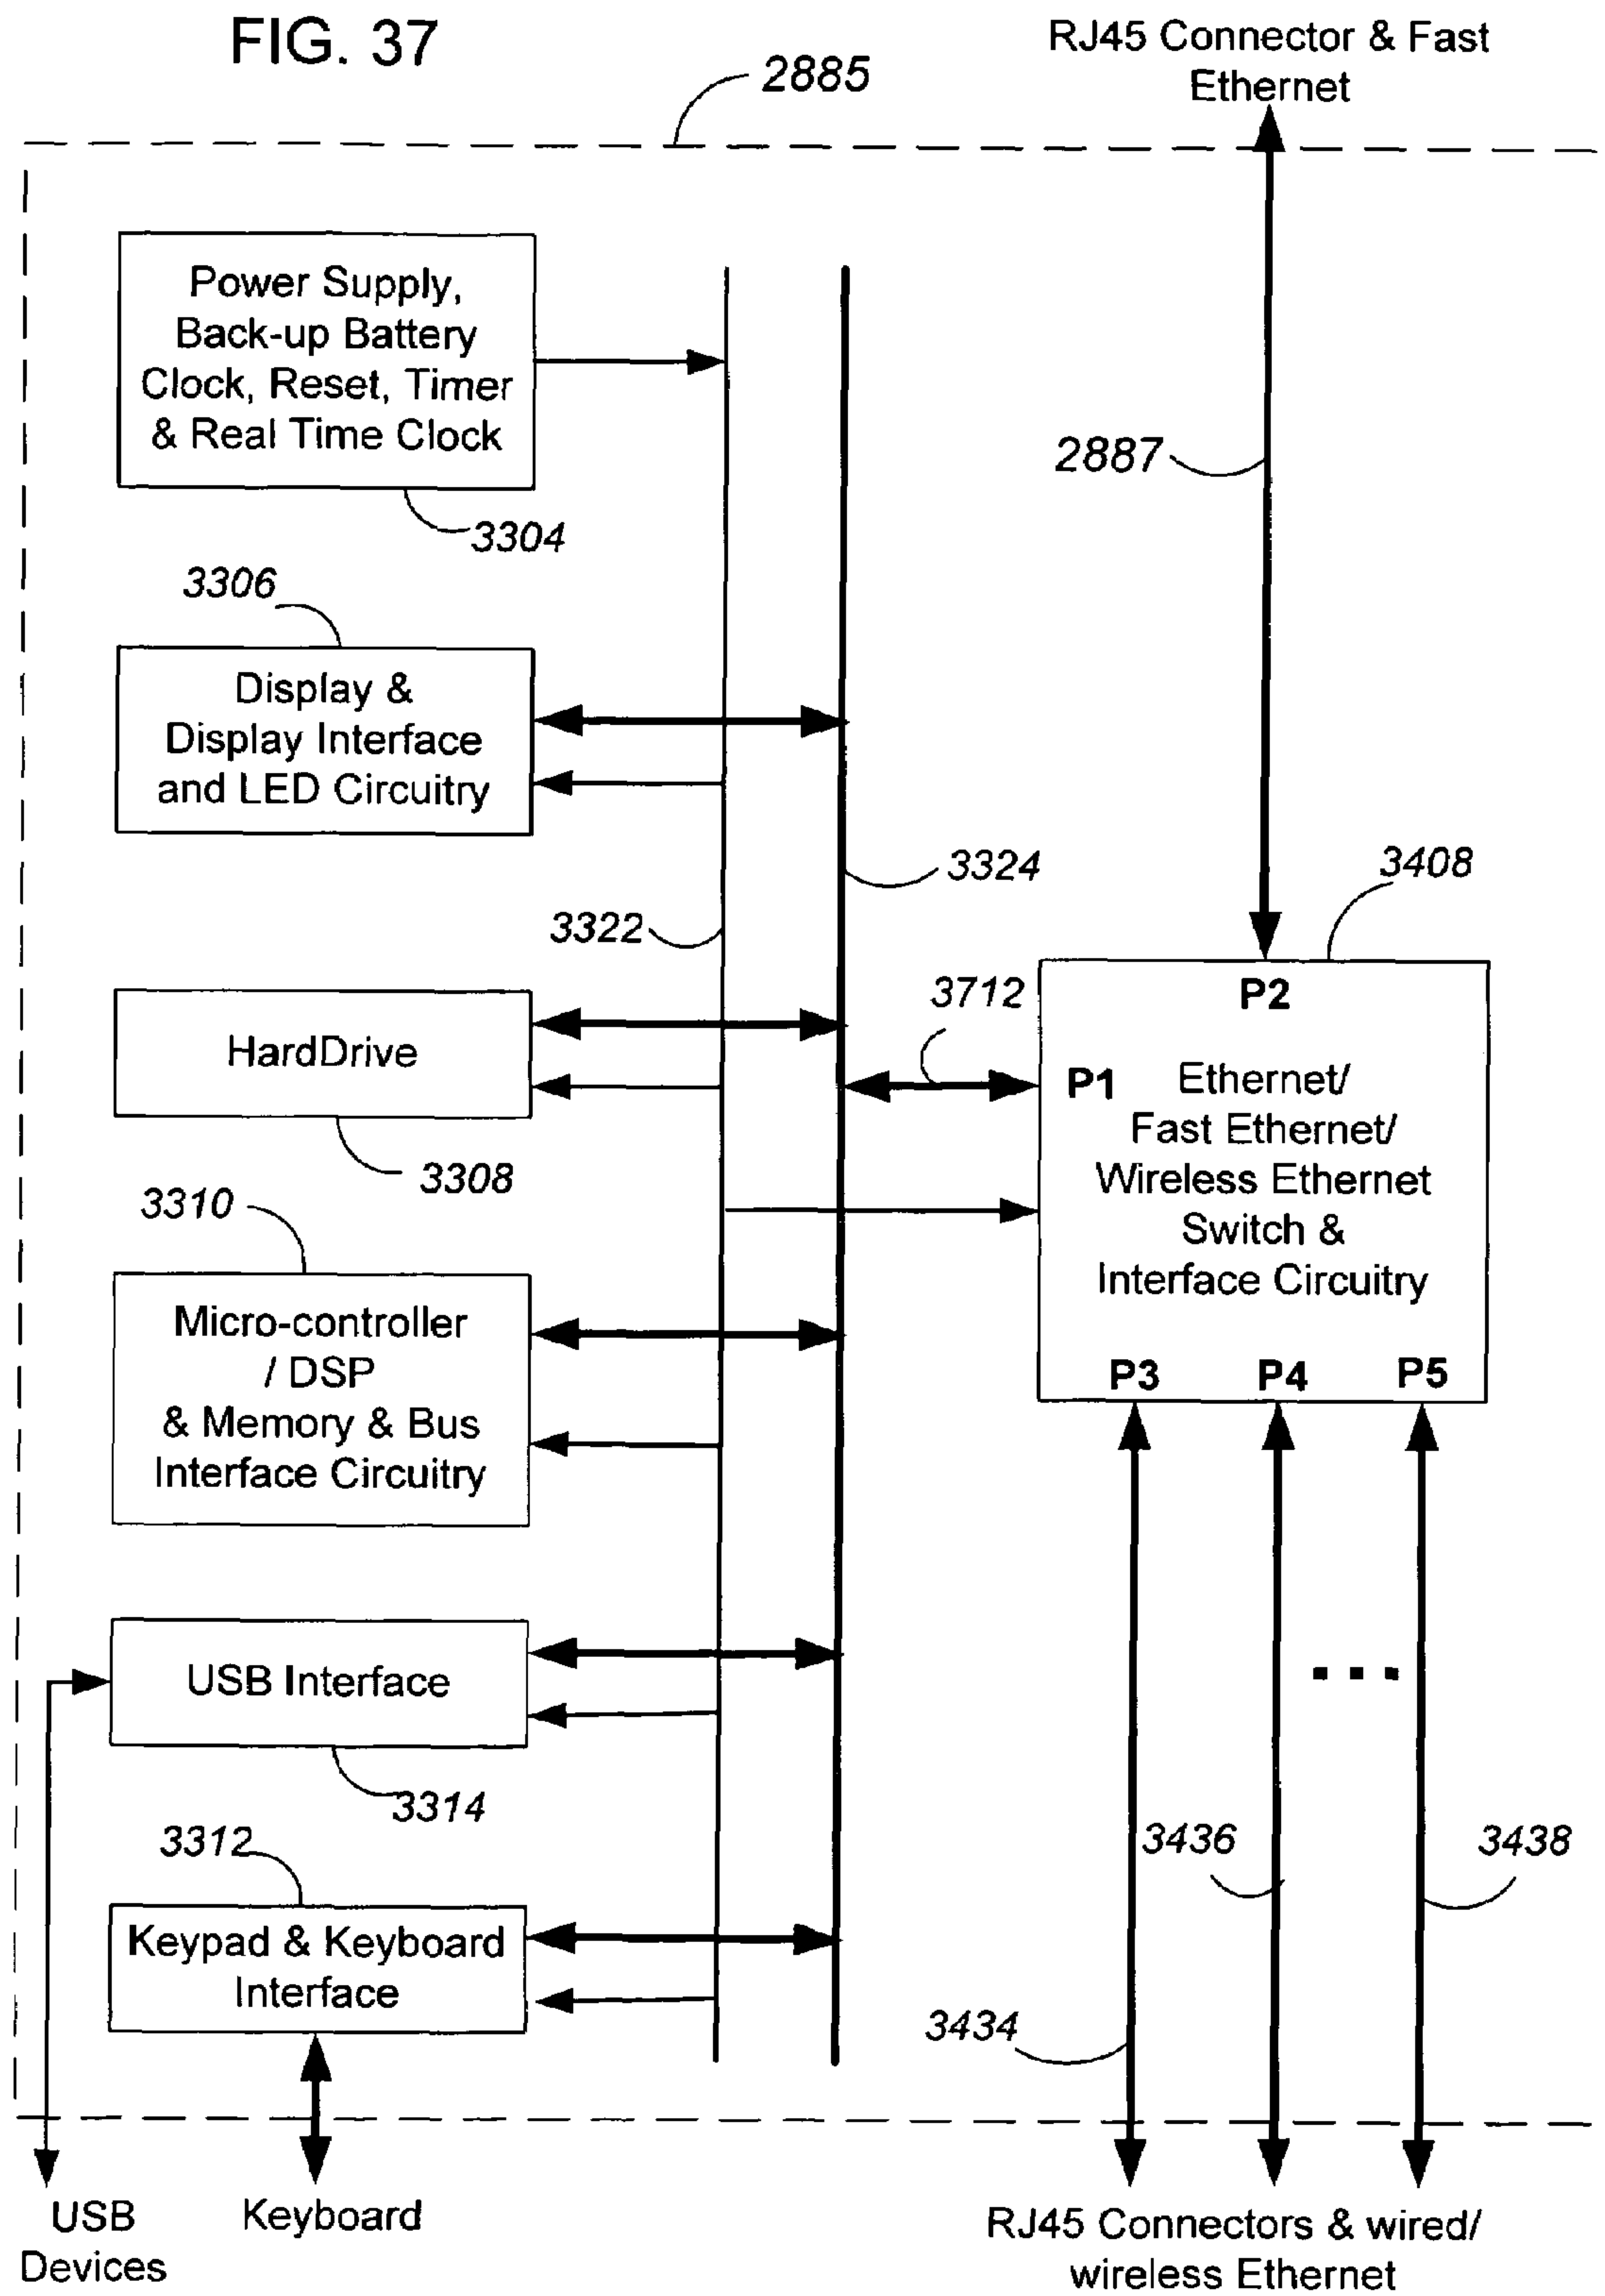 FIG. 37
RJ45 Connector & Fast
Ethernet
2885
Power Supply,
Back-up Battery
Clock, Reset, Timer
& Real Time Clock
3304
2887
3306
Display &
Display Interface
and LED Circuitry
3324
3322
3408
HardDrive
3308
3712
P2
P1
Ethernet/
Fast Ethernet/
Wireless Ethernet
Switch &
Interface Circuitry
P3 P4 P5
3310
Micro-controller
/ DSP
& Memory & Bus
Interface Circuitry
USB Interface
3314
3312
Keypad & Keyboard
Interface
3436
3438
3434
USB
Devices
Keyboard
RJ45 Connectors & wired/
wireless Ethernet